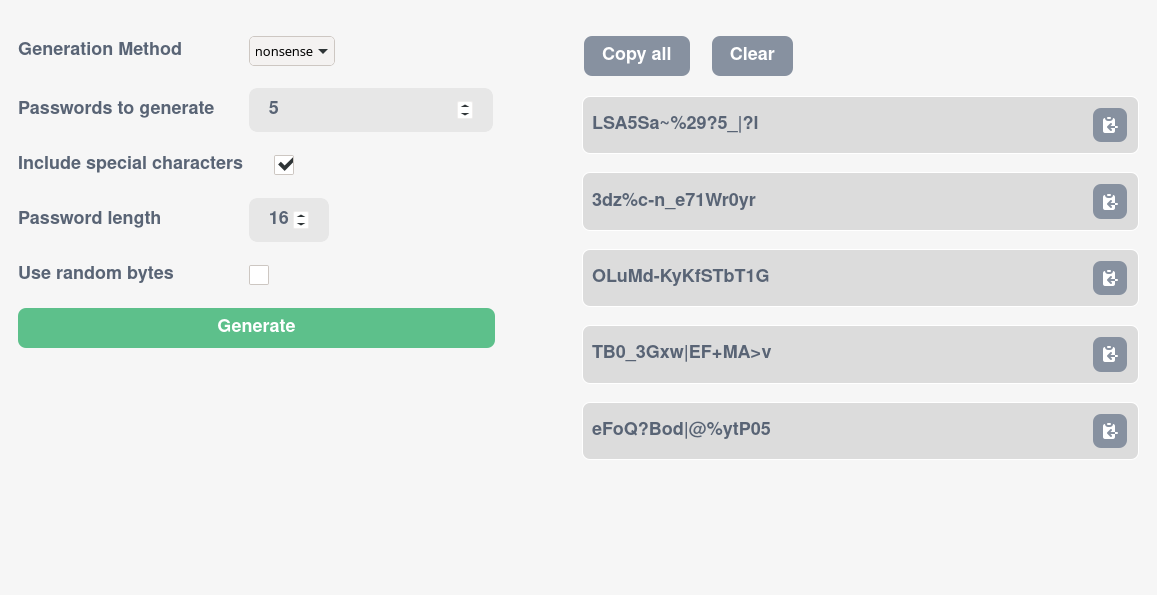 Generation Method
nonsense
Passwords to generate
5
Include special characters
Password length
16
Use random bytes
Generate
Copy all
Clear
LSA5Sa~%29?5_|?I
3dz%c-n_e71Wr0yr
OLuMd-KyKfSTbT1G
TB0_3Gxw|EF+MA>v
eFoQ?Bod|@%ytP05